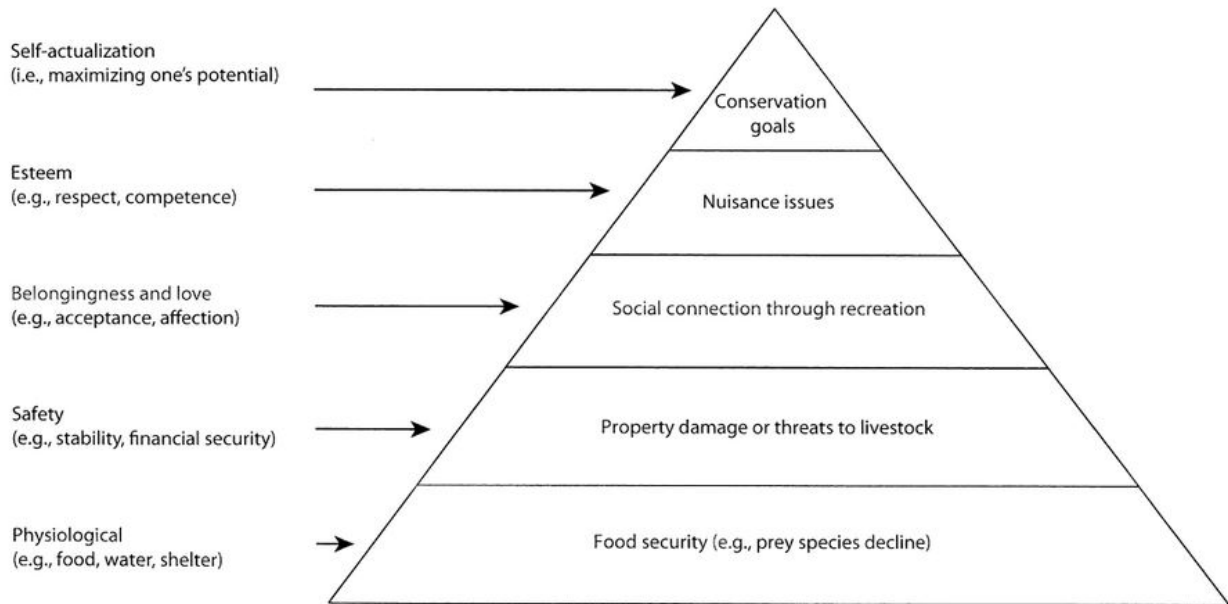 Self-actualization
(i.e., maximizing one's potential)
Conservation
goals
Esteem
(e.g., respect, competence)
Nuisance issues
Belongingness and love
(e.g., acceptance, affection)
Social connection through recreation
Safety
(e.g., stability, financial security)
Property damage or threats to livestock
Physiological
(e.g., food, water, shelter)
Food security (e.g., prey species decline)